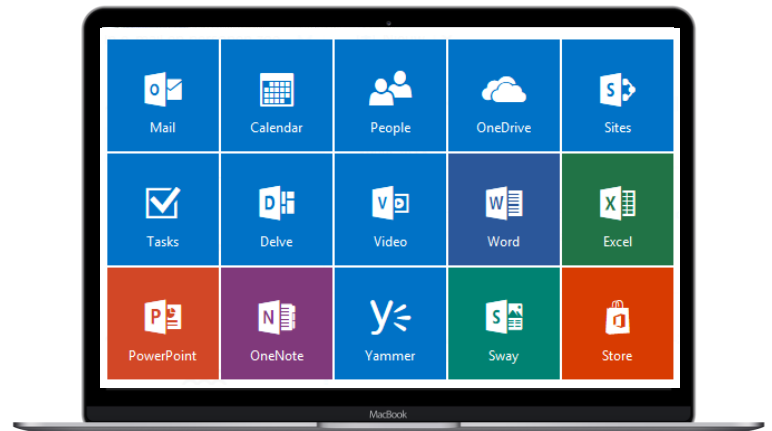 Mail Calendar People OneDrive Sites
Tasks Delve Video Word Excel
PowerPoint OneNote Yammer Sway Store
MacBook